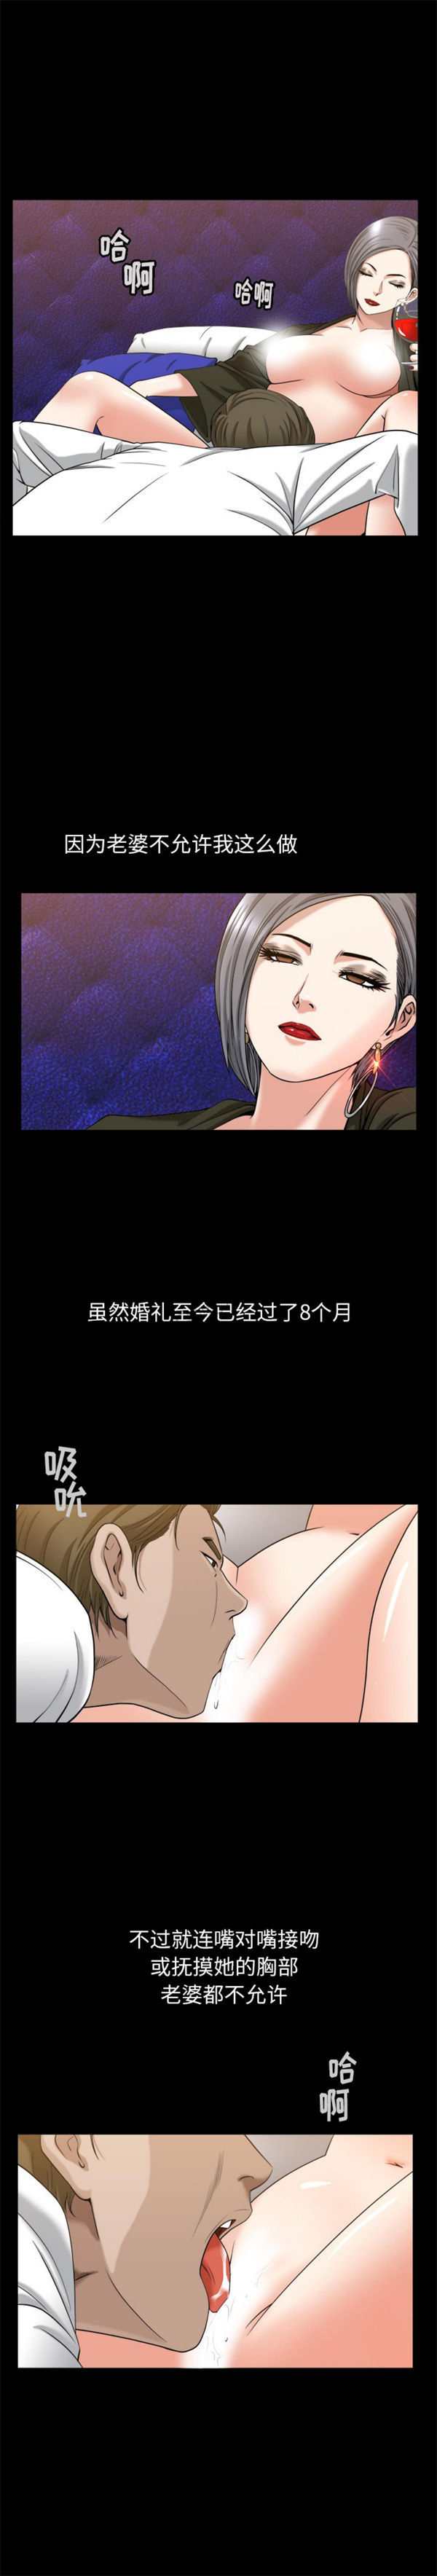 哈
啊
哈啊
因为老婆不允许我这么做
虽然婚礼至今已经过了8个月
吸
吮
不过就连嘴对嘴接吻
或抚摸她的胸部
老婆都不允许
哈
啊